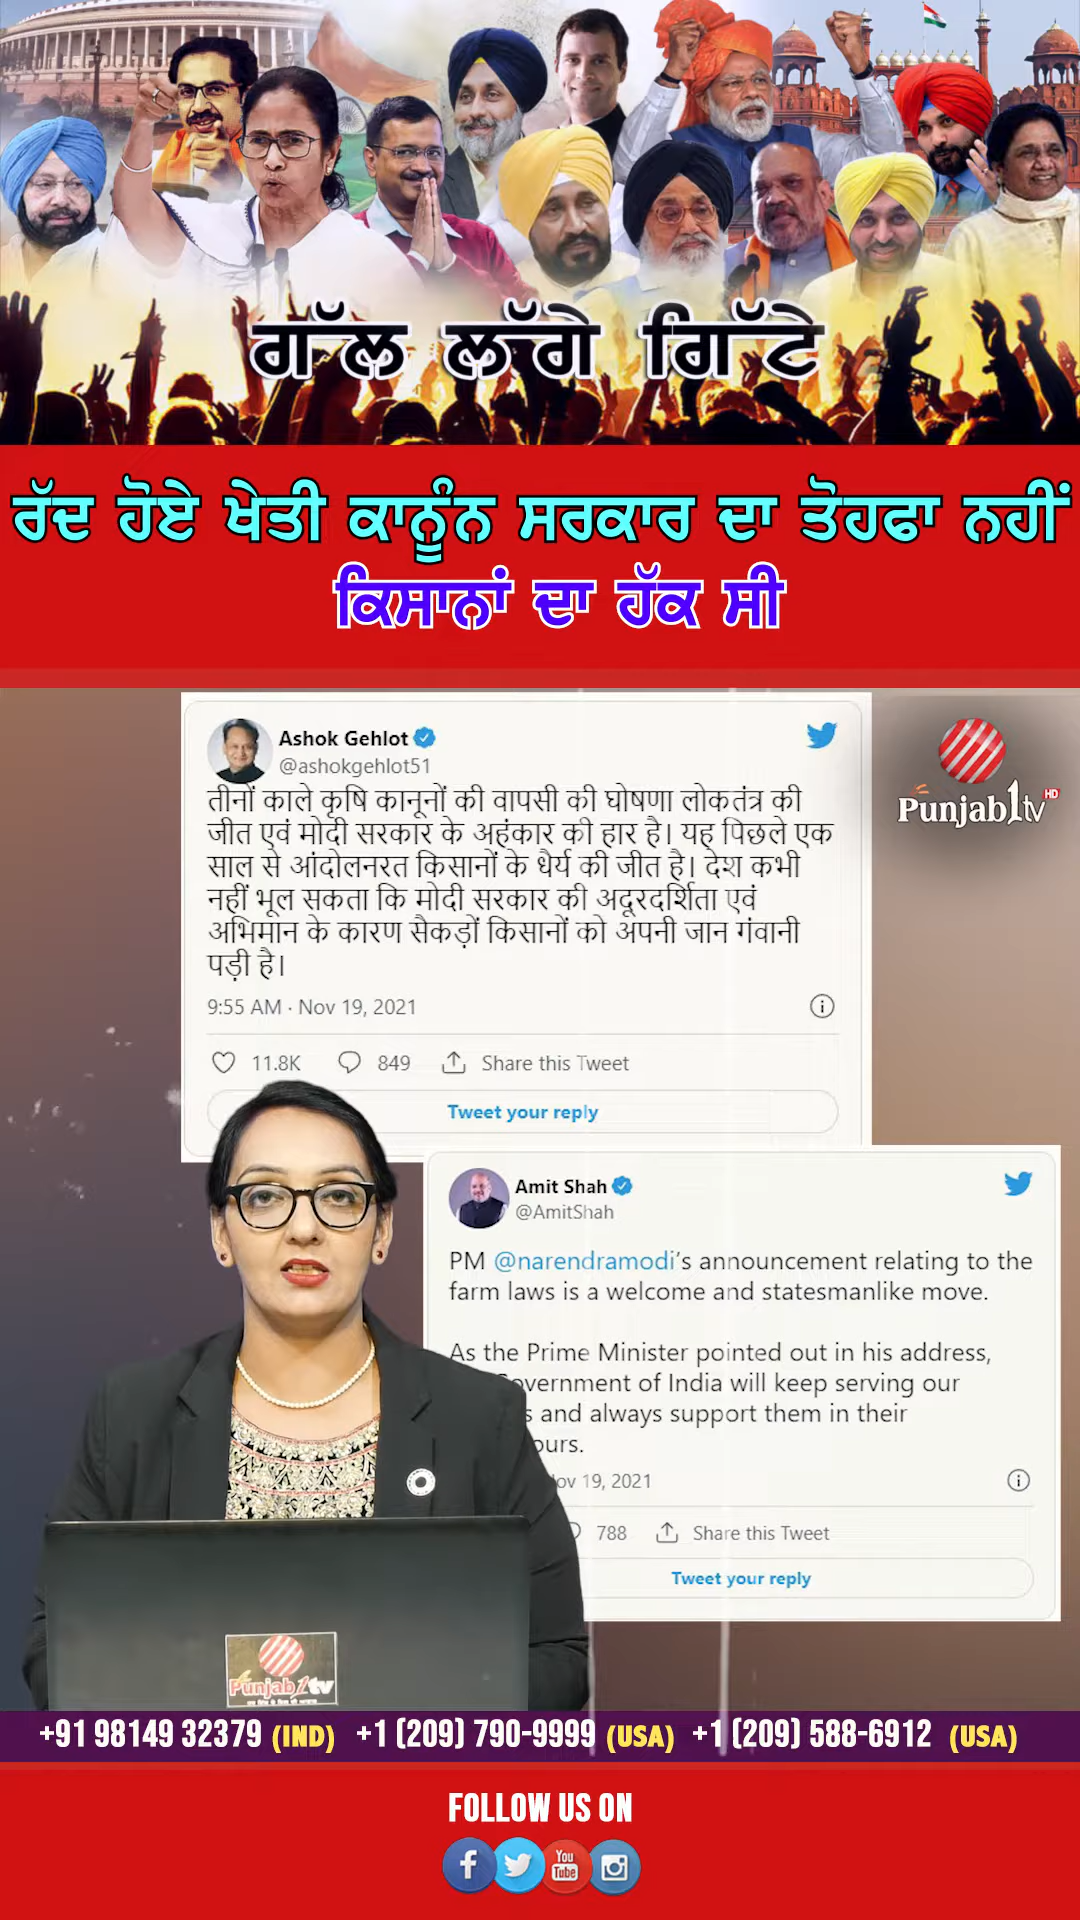 ਗੱਲ ਲੱਗੇ ਗਿੱਟੇ
ਰੱਦ ਹੋਏ ਖੇਤੀ ਕਾਨੂੰਨ ਸਰਕਾਰ ਦਾ ਤੋਹਫਾ ਨਹੀਂ
ਕਿਸਾਨਾਂ ਦਾ ਹੱਕ ਸੀ
Ashok Gehlot
@ashokgehlot51
तीनों काले कृषि कानूनों की वापसी की घोषणा लोकतंत्र की
जीत एवं मोदी सरकार के अहंकार की हार है। यह पिछले एक
साल से आंदोलनरत किसानों के धैर्य की जीत है। देश कभी
नहीं भूल सकता कि मोदी सरकार की अदूरदर्शिता एवं
अभिमान के कारण सैकड़ों किसानों को अपनी जान गंवानी
पड़ी है।
9:55 AM · Nov 19, 2021
11.8K 849 Share this Tweet
Tweet your reply
Punjab1tv HD
Amit Shah
@AmitShah
PM @narendramodi's announcement relating to the
farm laws is a welcome and statesmanlike move.
As the Prime Minister pointed out in his address,
overnment of India will keep serving our
s and always support them in their
ours.
ov 19, 2021
788 Share this Tweet
Tweet your reply
Punjab1tv
+91 98149 32379 (IND) +1 (209) 790-9999 (USA) +1 (209) 588-6912 (USA)
FOLLOW US ON
You Tube